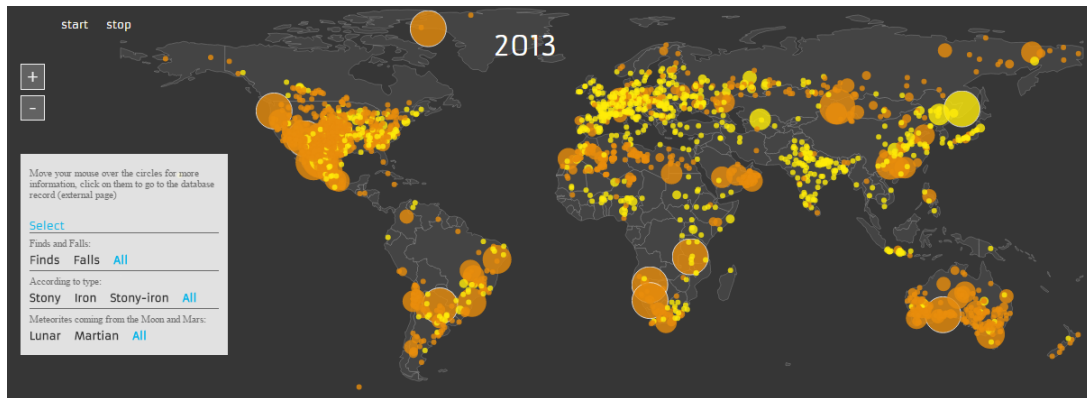 start stop
2013
+
-
Move your mouse over the circles for more
information, click on them to go to the database
record (external page)
Select
Finds and Falls:
Finds Falls All
According to type:
Stony Iron Stony-iron All
Meteorites coming from the Moon and Mars:
Lunar Martian All